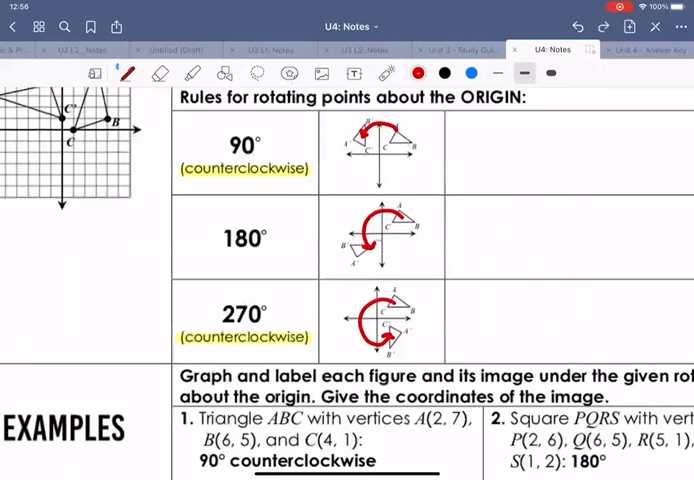 12:56
100%
U4: Notes
U2 L2_ Notes
Untitled (Draft)
U3 L1: Notes
U3 L2: Notes
Unit 3 - Study Gui
U4: Notes
Unit 4 - Answer Key
Rules for rotating points about the ORIGIN:
C'
B
C
90°
(counterclockwise)
A
B
C
C'
A'
B'
180°
A
B
C
B'
A'
270°
(counterclockwise)
A
B
C
C'
A'
B'
Graph and label each figure and its image under the given rot
about the origin. Give the coordinates of the image.
EXAMPLES
1. Triangle ABC with vertices A(2, 7),
B(6, 5), and C(4, 1):
90° counterclockwise
2. Square PQRS with vert
P(2, 6), Q(6, 5), R(5, 1),
S(1, 2): 180°